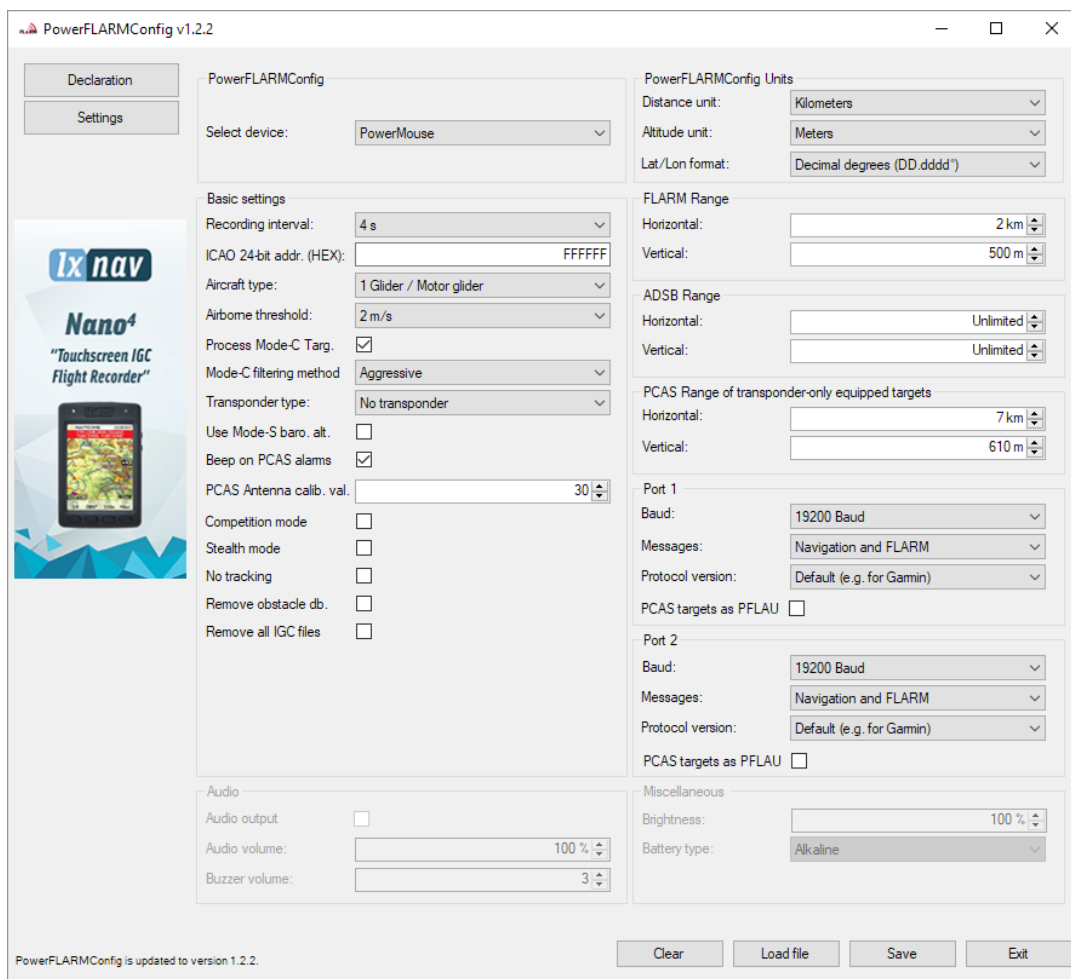 PowerFLARMConfig v1.2.2
Declaration
Settings
lx nav
Nano⁴
"Touchscreen IGC
Flight Recorder"
PowerFLARMConfig
Select device: PowerMouse
Basic settings
Recording interval: 4 s
ICAO 24-bit addr. (HEX): FFFFFF
Aircraft type: 1 Glider / Motor glider
Airborne threshold: 2 m/s
Process Mode-C Targ.
Mode-C filtering method Aggressive
Transponder type: No transponder
Use Mode-S baro. alt.
Beep on PCAS alarms
PCAS Antenna calib. val. 30
Competition mode
Stealth mode
No tracking
Remove obstacle db.
Remove all IGC files
Audio
Audio output
Audio volume: 100 %
Buzzer volume: 3
PowerFLARMConfig Units
Distance unit: Kilometers
Altitude unit: Meters
Lat/Lon format: Decimal degrees (DD.dddd°)
FLARM Range
Horizontal: 2 km
Vertical: 500 m
ADSB Range
Horizontal: Unlimited
Vertical: Unlimited
PCAS Range of transponder-only equipped targets
Horizontal: 7 km
Vertical: 610 m
Port 1
Baud: 19200 Baud
Messages: Navigation and FLARM
Protocol version: Default (e.g. for Garmin)
PCAS targets as PFLAU
Port 2
Baud: 19200 Baud
Messages: Navigation and FLARM
Protocol version: Default (e.g. for Garmin)
PCAS targets as PFLAU
Miscellaneous
Brightness: 100 %
Battery type: Alkaline
PowerFLARMConfig is updated to version 1.2.2.
Clear
Load file
Save
Exit